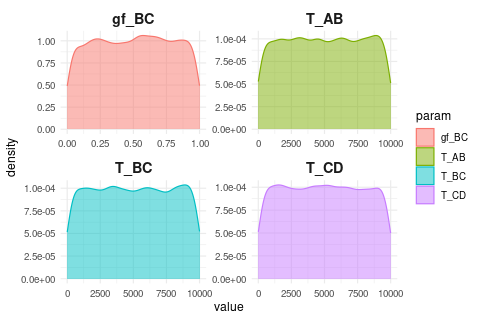 gf_BC
T_AB
1.00
0.75
0.50
0.25
0.00
0.00 0.25 0.50 0.75 1.00
1.0e-04
7.5e-05
5.0e-05
2.5e-05
0.0e+00
0 2500 5000 7500 10000
T_BC
T_CD
1.0e-04
7.5e-05
5.0e-05
2.5e-05
0.0e+00
0 2500 5000 7500 10000
1.0e-04
7.5e-05
5.0e-05
2.5e-05
0.0e+00
0 2500 5000 7500 10000
density
value
param
gf_BC
T_AB
T_BC
T_CD